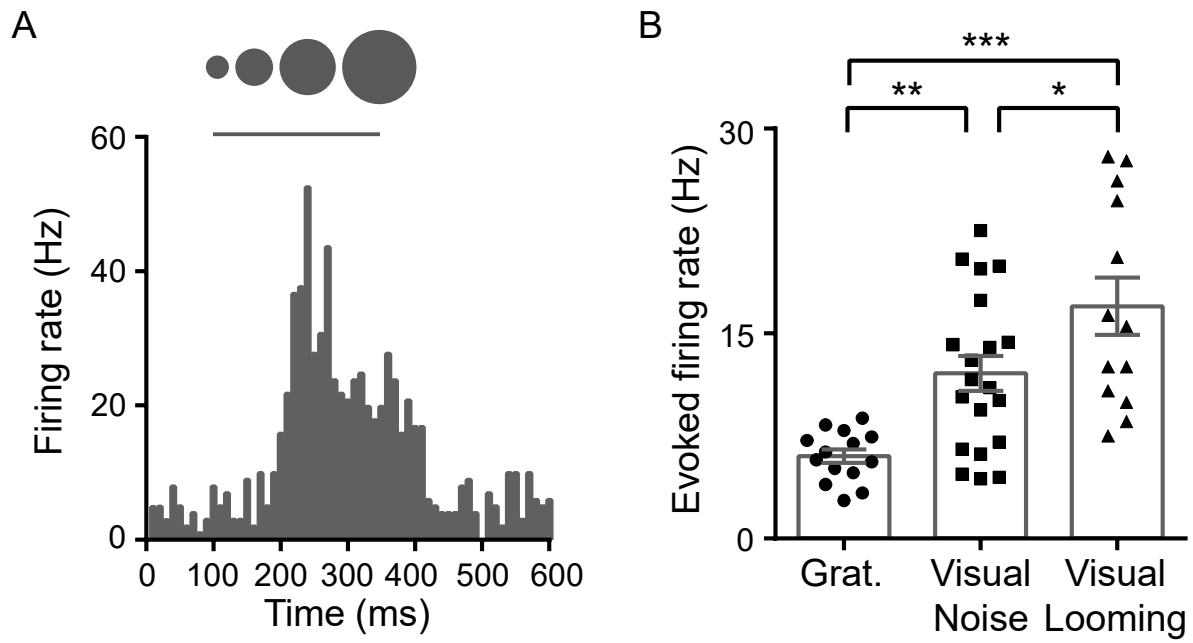 A
60
40
20
0
Firing rate (Hz)
0 100 200 300 400 500 600
Time (ms)
B
***
** *
30
15
0
Evoked firing rate (Hz)
Grat. Visual Visual
Noise Looming